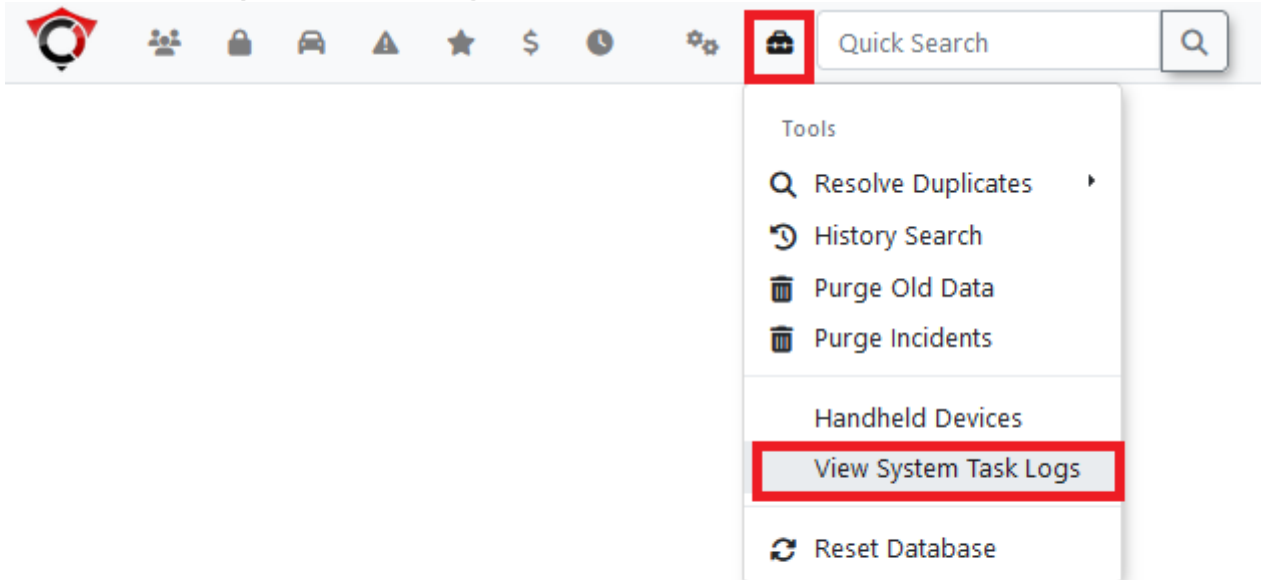 Quick Search
Tools
Resolve Duplicates
History Search
Purge Old Data
Purge Incidents
Handheld Devices
View System Task Logs
Reset Database